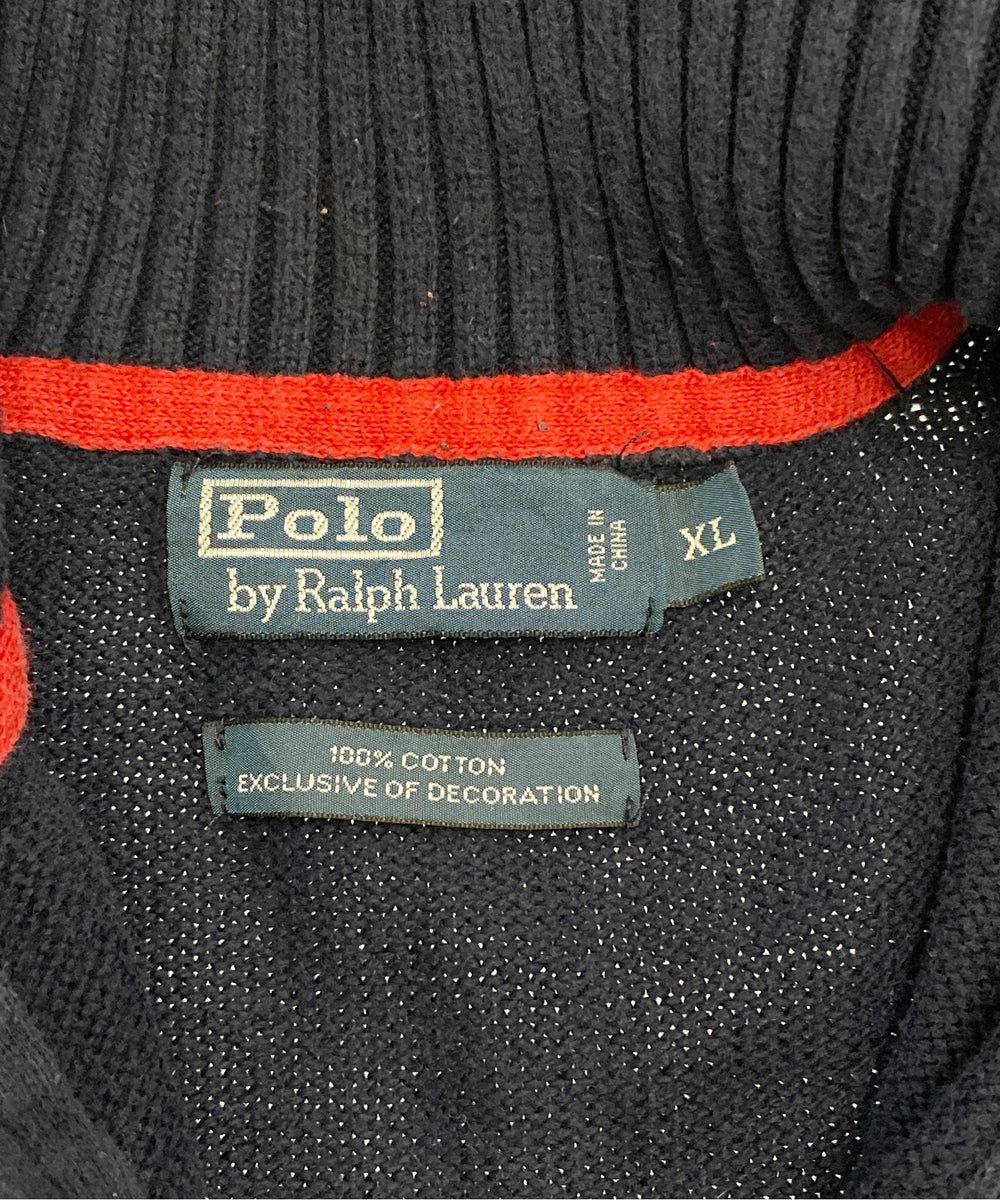 Polo
by Ralph Lauren
MADE IN
CHINA
XL
100% COTTON
EXCLUSIVE OF DECORATION